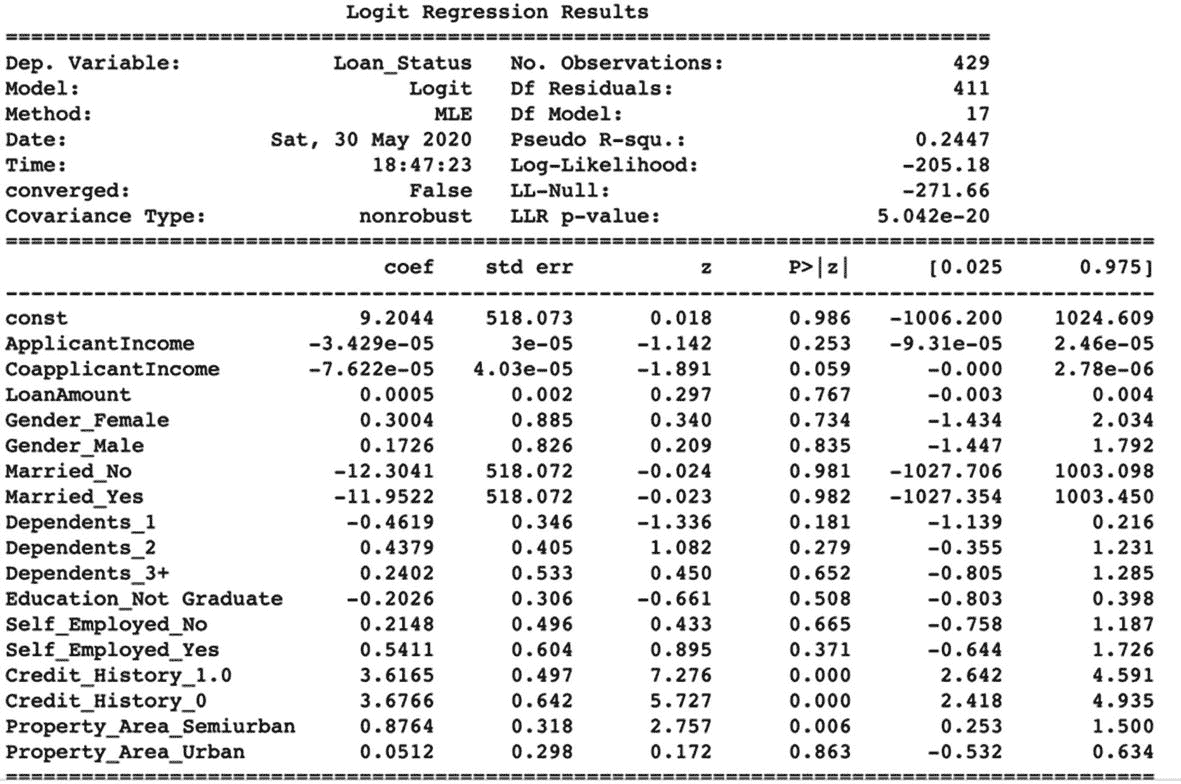 Logit Regression Results
Dep. Variable: Loan_Status No. Observations: 429
Model: Logit Df Residuals: 411
Method: MLE Df Model: 17
Date: Sat, 30 May 2020 Pseudo R-squ.: 0.2447
Time: 18:47:23 Log-Likelihood: -205.18
converged: False LL-Null: -271.66
Covariance Type: nonrobust LLR p-value: 5.042e-20
coef std err z P>|z| [0.025 0.975]
const 9.2044 518.073 0.018 0.986 -1006.200 1024.609
ApplicantIncome -3.429e-05 3e-05 -1.142 0.253 -9.31e-05 2.46e-05
CoapplicantIncome -7.622e-05 4.03e-05 -1.891 0.059 -0.000 2.78e-06
LoanAmount 0.0005 0.002 0.297 0.767 -0.003 0.004
Gender_Female 0.3004 0.885 0.340 0.734 -1.434 2.034
Gender_Male 0.1726 0.826 0.209 0.835 -1.447 1.792
Married_No -12.3041 518.072 -0.024 0.981 -1027.706 1003.098
Married_Yes -11.9522 518.072 -0.023 0.982 -1027.354 1003.450
Dependents_1 -0.4619 0.346 -1.336 0.181 -1.139 0.216
Dependents_2 0.4379 0.405 1.082 0.279 -0.355 1.231
Dependents_3+ 0.2402 0.533 0.450 0.652 -0.805 1.285
Education_Not Graduate -0.2026 0.306 -0.661 0.508 -0.803 0.398
Self_Employed_No 0.2148 0.496 0.433 0.665 -0.758 1.187
Self_Employed_Yes 0.5411 0.604 0.895 0.371 -0.644 1.726
Credit_History_1.0 3.6165 0.497 7.276 0.000 2.642 4.591
Credit_History_0 3.6766 0.642 5.727 0.000 2.418 4.935
Property_Area_Semiurban 0.8764 0.318 2.757 0.006 0.253 1.500
Property_Area_Urban 0.0512 0.298 0.172 0.863 -0.532 0.634